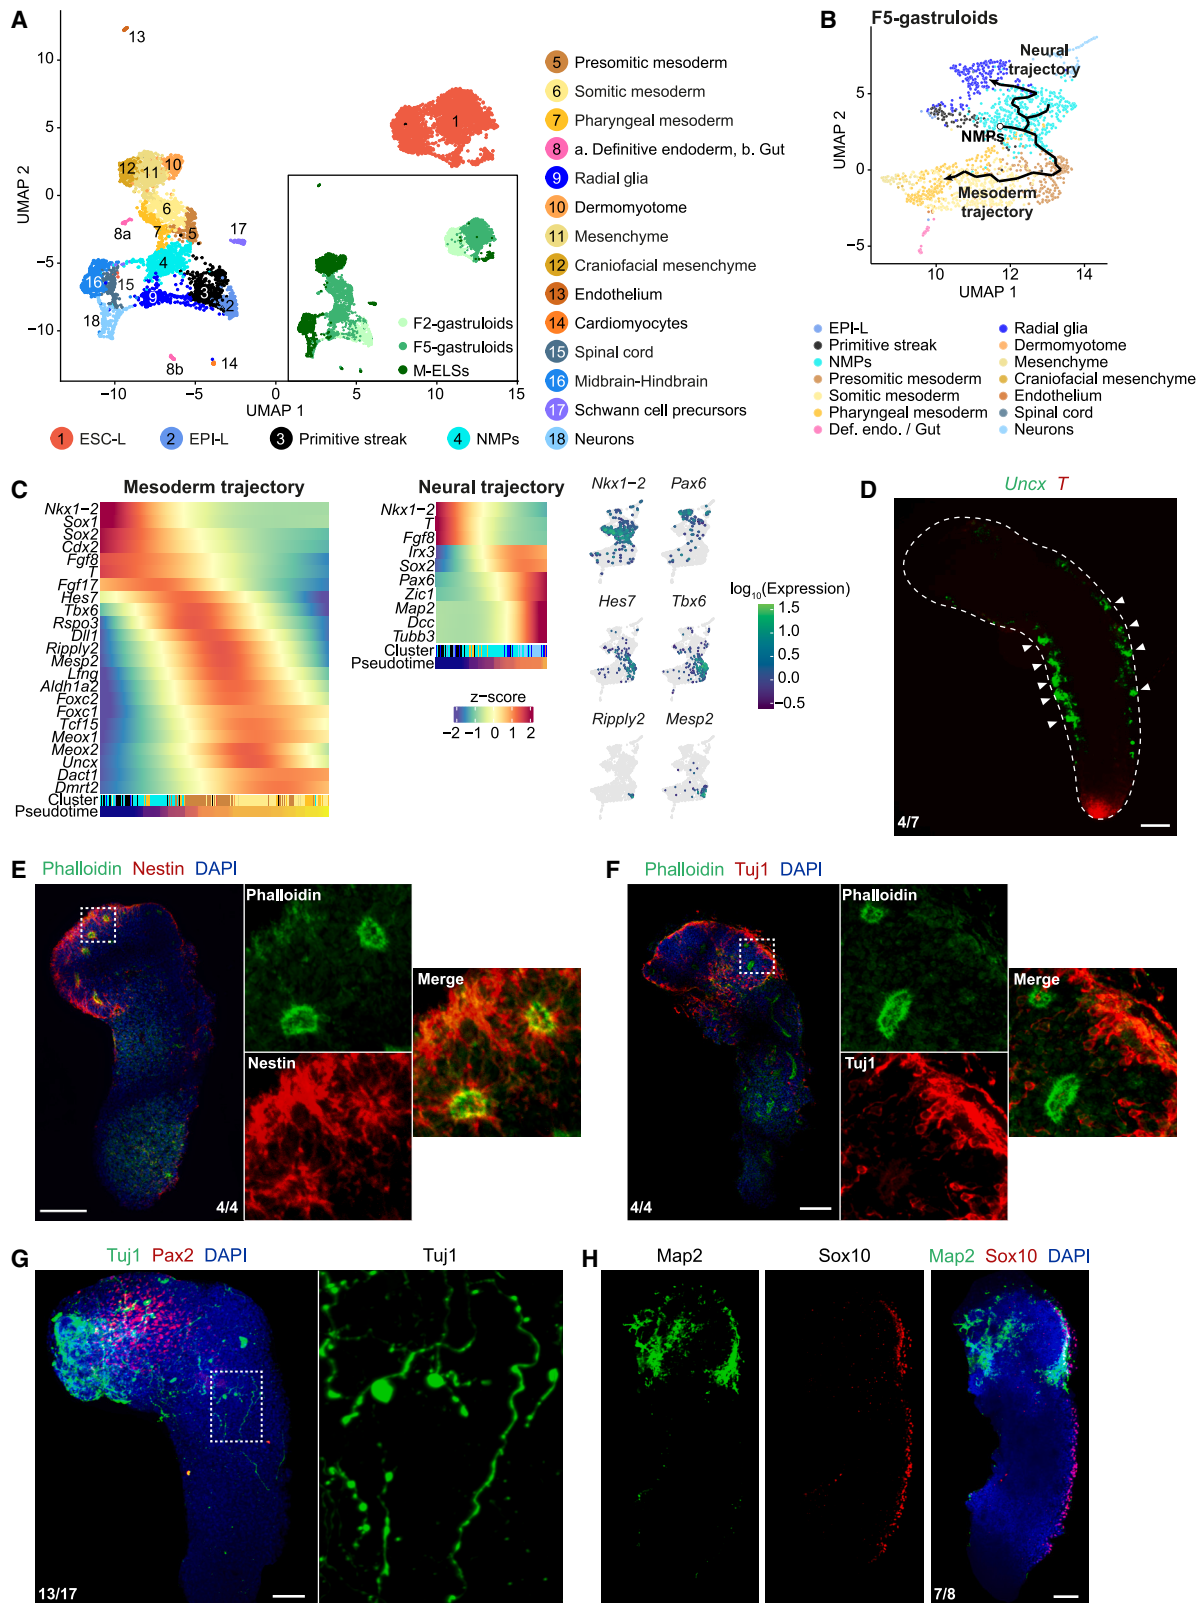 A
UMAP 2
10
5
0
−5
−10
−10
−5
0
5
10
15
UMAP 1
13
1
12
11
10
6
8a
7
5
17
4
16
15
9
3
2
18
8b
14
F2-gastruloids
F5-gastruloids
M-ELSs
5 Presomitic mesoderm
6 Somitic mesoderm
7 Pharyngeal mesoderm
8 a. Definitive endoderm, b. Gut
9 Radial glia
10 Dermomyotome
11 Mesenchyme
12 Craniofacial mesenchyme
13 Endothelium
14 Cardiomyocytes
15 Spinal cord
16 Midbrain-Hindbrain
17 Schwann cell precursors
18 Neurons
1 ESC-L
2 EPI-L
3 Primitive streak
4 NMPs
B F5-gastruloids
UMAP 2
5
0
−5
10
12
14
UMAP 1
Neural
trajectory
NMPs
Mesoderm
trajectory
EPI-L
Primitive streak
NMPs
Presomitic mesoderm
Somitic mesoderm
Pharyngeal mesoderm
Def. endo. / Gut
Radial glia
Dermomyotome
Mesenchyme
Craniofacial mesenchyme
Endothelium
Spinal cord
Neurons
C
Mesoderm trajectory
Nkx1−2
Sox1
Sox2
Cdx2
Fgf8
T
Fgf17
Hes7
Tbx6
Rspo3
Dll1
Ripply2
Mesp2
Lfng
Aldh1a2
Foxc2
Foxc1
Tcf15
Meox1
Meox2
Uncx
Dact1
Dmrt2
Cluster
Pseudotime
Neural trajectory
Nkx1−2
T
Fgf8
Irx3
Sox2
Pax6
Zic1
Map2
Dcc
Tubb3
Cluster
Pseudotime
z−score
−2 −1 0 1 2
Nkx1−2
Pax6
Hes7
Tbx6
Ripply2
Mesp2
log10(Expression)
1.5
1.0
0.5
0.0
−0.5
D
Uncx T
4/7
E
Phalloidin Nestin DAPI
4/4
Phalloidin
Nestin
Merge
F
Phalloidin Tuj1 DAPI
4/4
Phalloidin
Tuj1
Merge
G
Tuj1 Pax2 DAPI
Tuj1
13/17
H
Map2
Sox10
Map2 Sox10 DAPI
7/8